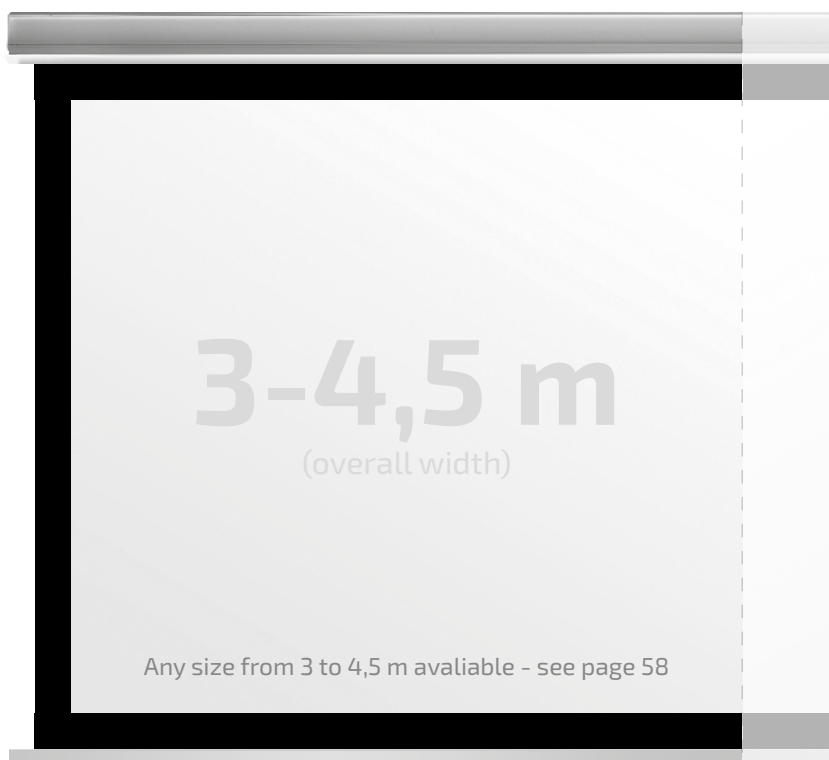 3-4,5 m
(overall width)
Any size from 3 to 4,5 m avaliable - see page 58